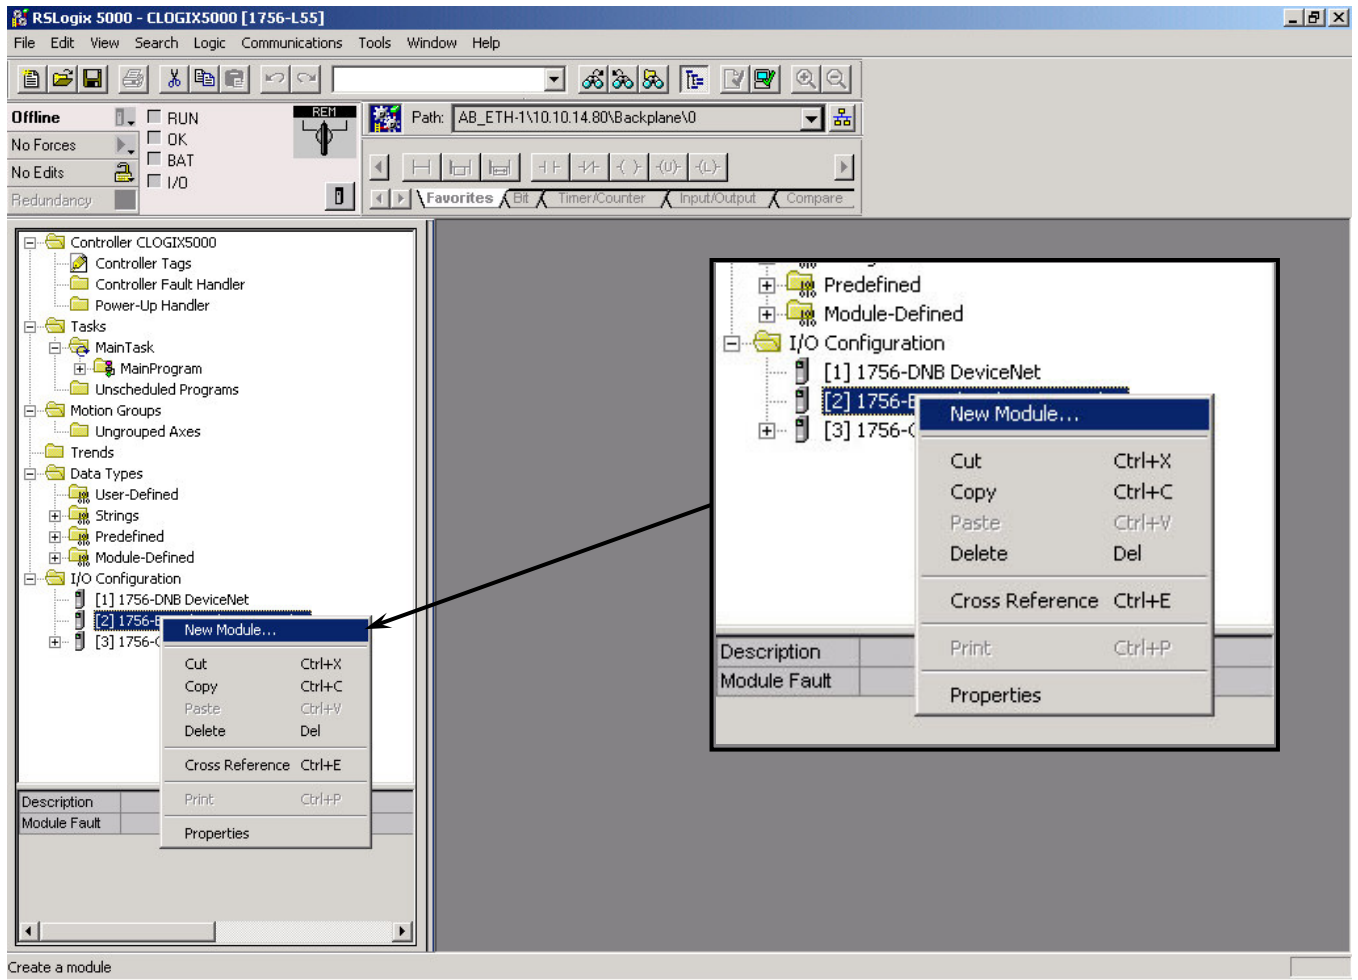 RSLogix 5000 - CLOGIX5000 [1756-L55]
File Edit View Search Logic Communications Tools Window Help
Offline
RUN
REM
Path: AB_ETH-1\10.10.14.80\Backplane\0
No Forces
OK
No Edits
BAT
I/O
Redundancy
Favorites Bit Timer/Counter Input/Output Compare
Controller CLOGIX5000
Controller Tags
Controller Fault Handler
Power-Up Handler
Tasks
MainTask
MainProgram
Unscheduled Programs
Motion Groups
Ungrouped Axes
Trends
Data Types
User-Defined
Strings
Predefined
Module-Defined
I/O Configuration
[1] 1756-DNB DeviceNet
[2] 1756-E
[3] 1756-
New Module...
Cut Ctrl+X
Copy Ctrl+C
Paste Ctrl+V
Delete Del
Cross Reference Ctrl+E
Print Ctrl+P
Properties
Description
Module Fault
Predefined
Module-Defined
I/O Configuration
[1] 1756-DNB DeviceNet
[2] 1756-E
[3] 1756-
New Module...
Cut Ctrl+X
Copy Ctrl+C
Paste Ctrl+V
Delete Del
Cross Reference Ctrl+E
Print Ctrl+P
Properties
Description
Module Fault
Create a module